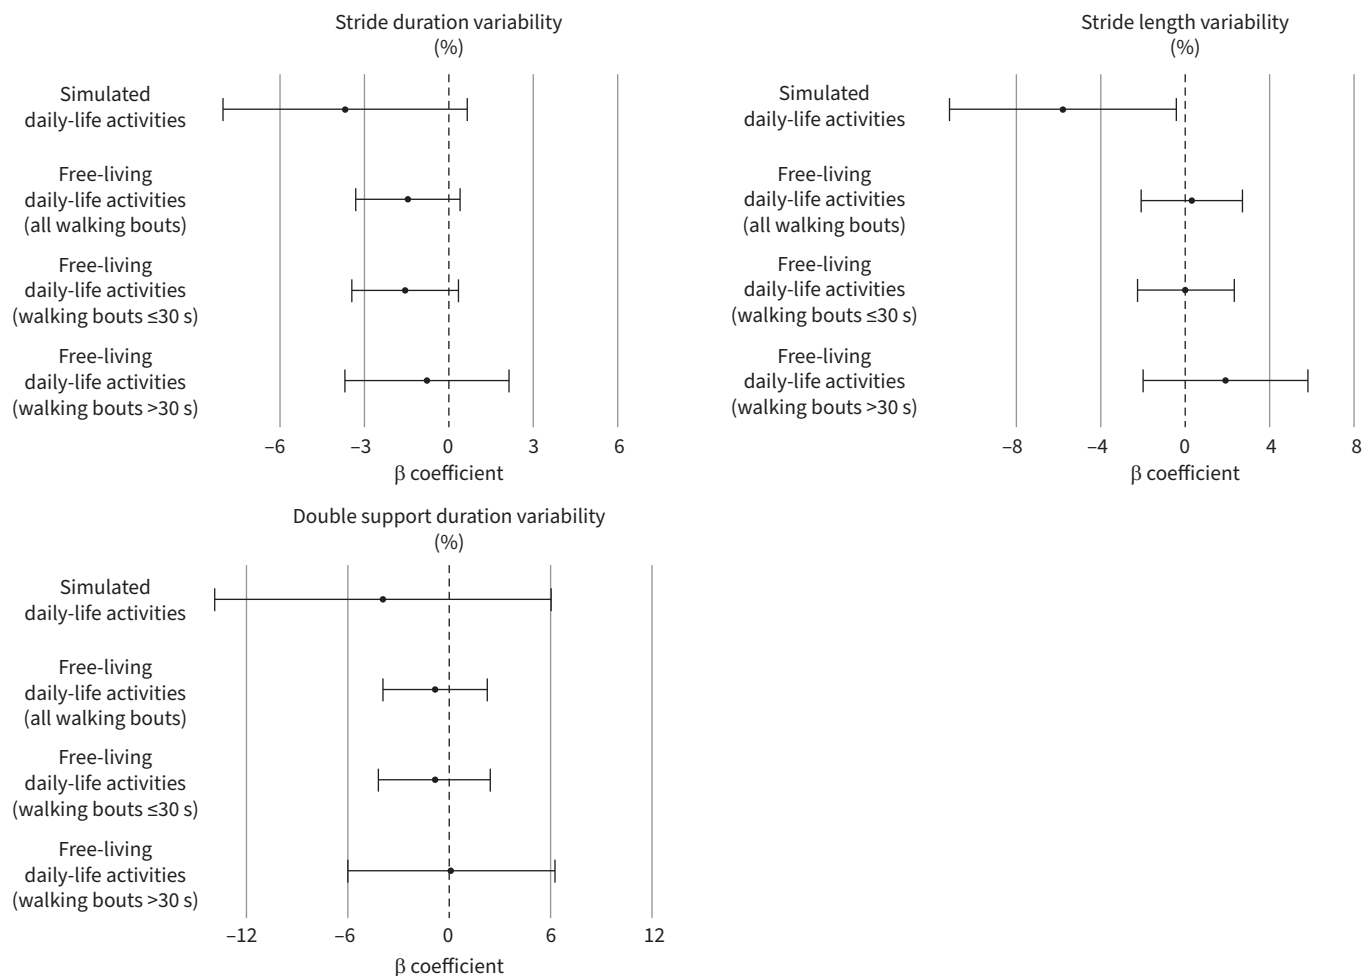 Stride duration variability
(%)
Simulated
daily-life activities
Free-living
daily-life activities
(all walking bouts)
Free-living
daily-life activities
(walking bouts ≤30 s)
Free-living
daily-life activities
(walking bouts >30 s)
–6 –3 0 3 6
β coefficient
Stride length variability
(%)
Simulated
daily-life activities
Free-living
daily-life activities
(all walking bouts)
Free-living
daily-life activities
(walking bouts ≤30 s)
Free-living
daily-life activities
(walking bouts >30 s)
–8 –4 0 4 8
β coefficient
Double support duration variability
(%)
Simulated
daily-life activities
Free-living
daily-life activities
(all walking bouts)
Free-living
daily-life activities
(walking bouts ≤30 s)
Free-living
daily-life activities
(walking bouts >30 s)
–12 –6 0 6 12
β coefficient